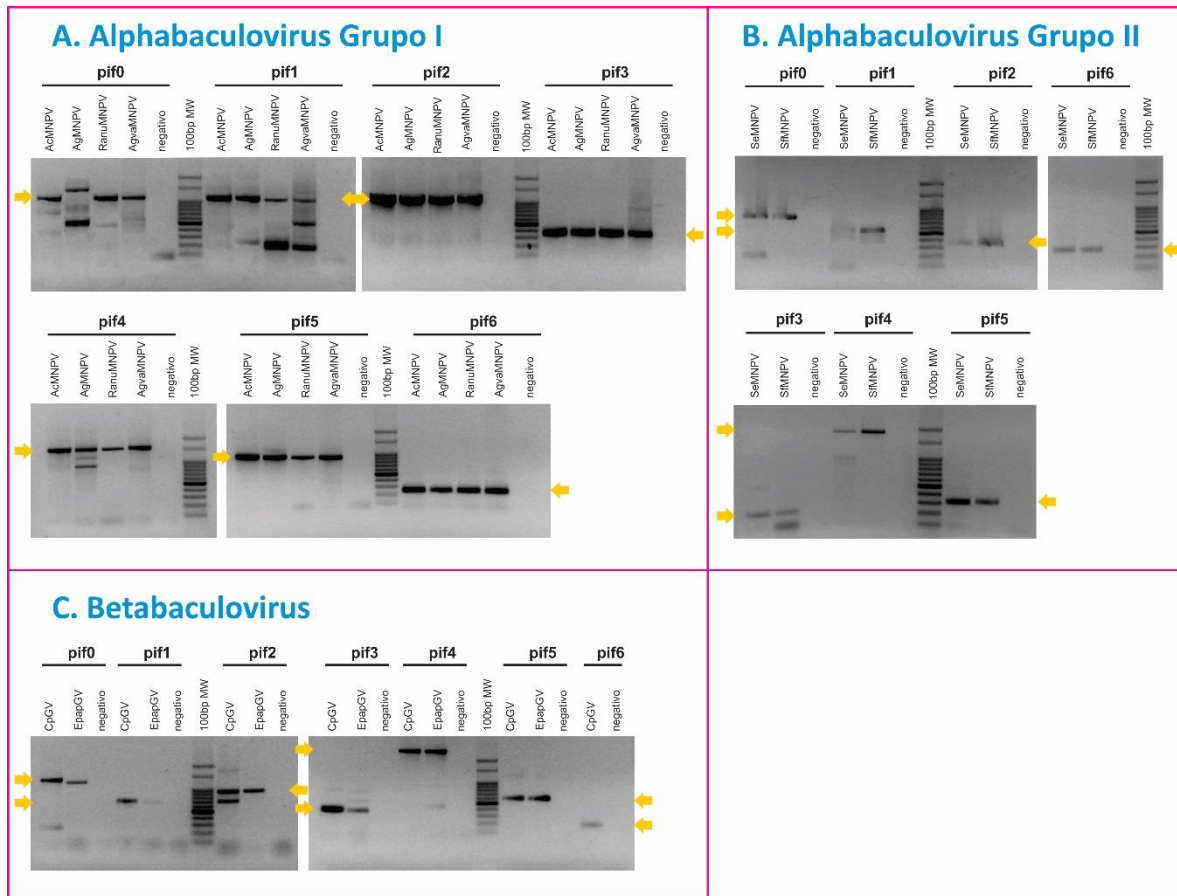 A. Alphabaculovirus Grupo I
pif0 pif1 pif2 pif3
AcMNPV
AgMNPV
RanuMNPV
AgvaMNPV
negativo
100bp MW
AcMNPV
AgMNPV
RanuMNPV
AgvaMNPV
negativo
AcMNPV
AgMNPV
RanuMNPV
AgvaMNPV
negativo
100bp MW
AcMNPV
AgMNPV
RanuMNPV
AgvaMNPV
negativo
pif4 pif5 pif6
AcMNPV
AgMNPV
RanuMNPV
AgvaMNPV
negativo
100bp MW
AcMNPV
AgMNPV
RanuMNPV
AgvaMNPV
negativo
100bp MW
AcMNPV
AgMNPV
RanuMNPV
AgvaMNPV
negativo
B. Alphabaculovirus Grupo II
pif0 pif1 pif2 pif6
SeMNPV
SfMNPV
negativo
SeMNPV
SfMNPV
negativo
100bp MW
SeMNPV
SfMNPV
negativo
SeMNPV
SfMNPV
negativo
100bp MW
pif3 pif4 pif5
SeMNPV
SfMNPV
negativo
SeMNPV
SfMNPV
negativo
100bp MW
SeMNPV
SfMNPV
negativo
C. Betabaculovirus
pif0 pif1 pif2 pif3 pif4 pif5 pif6
CpGV
EpapGV
negativo
CpGV
EpapGV
negativo
100bp MW
CpGV
EpapGV
negativo
CpGV
EpapGV
negativo
CpGV
EpapGV
negativo
100bp MW
CpGV
EpapGV
negativo
CpGV
negativo